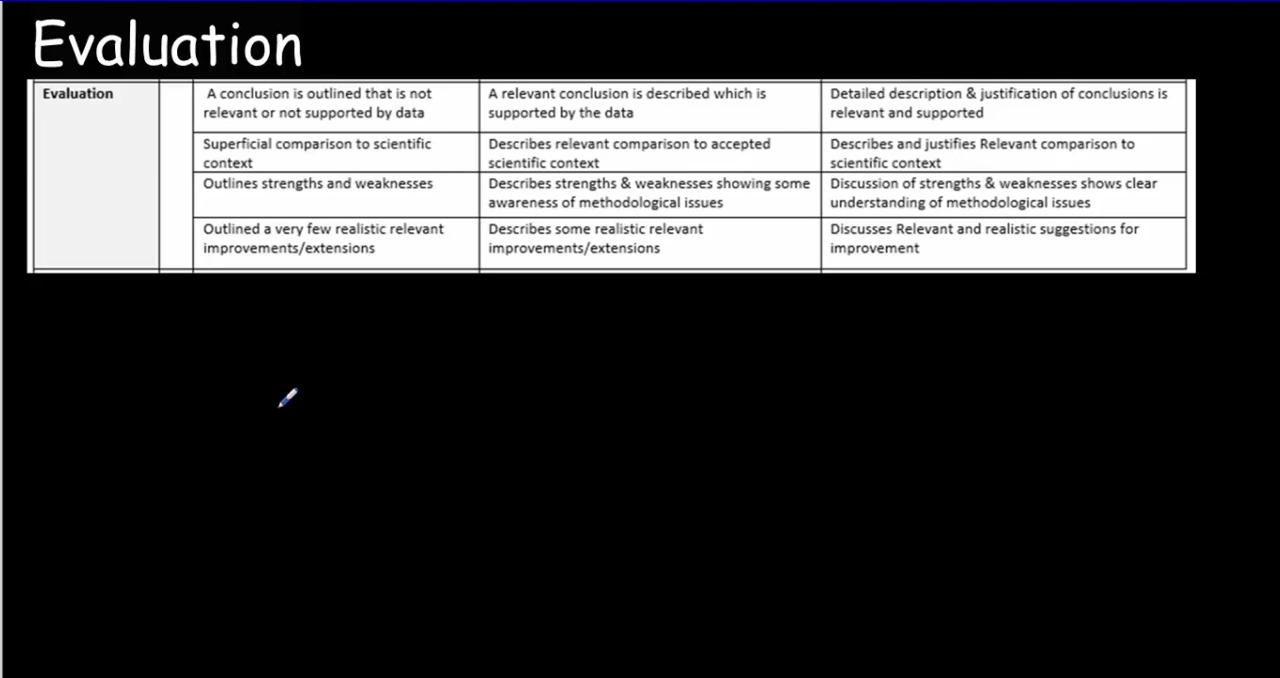 Evaluation
Evaluation
A conclusion is outlined that is not
relevant or not supported by data
A relevant conclusion is described which is
supported by the data
Detailed description & justification of conclusions is
relevant and supported
Superficial comparison to scientific
context
Describes relevant comparison to accepted
scientific context
Describes and justifies Relevant comparison to
scientific context
Outlines strengths and weaknesses
Describes strengths & weaknesses showing some
awareness of methodological issues
Discussion of strengths & weaknesses shows clear
understanding of methodological issues
Outlined a very few realistic relevant
improvements/extensions
Describes some realistic relevant
improvements/extensions
Discusses Relevant and realistic suggestions for
improvement